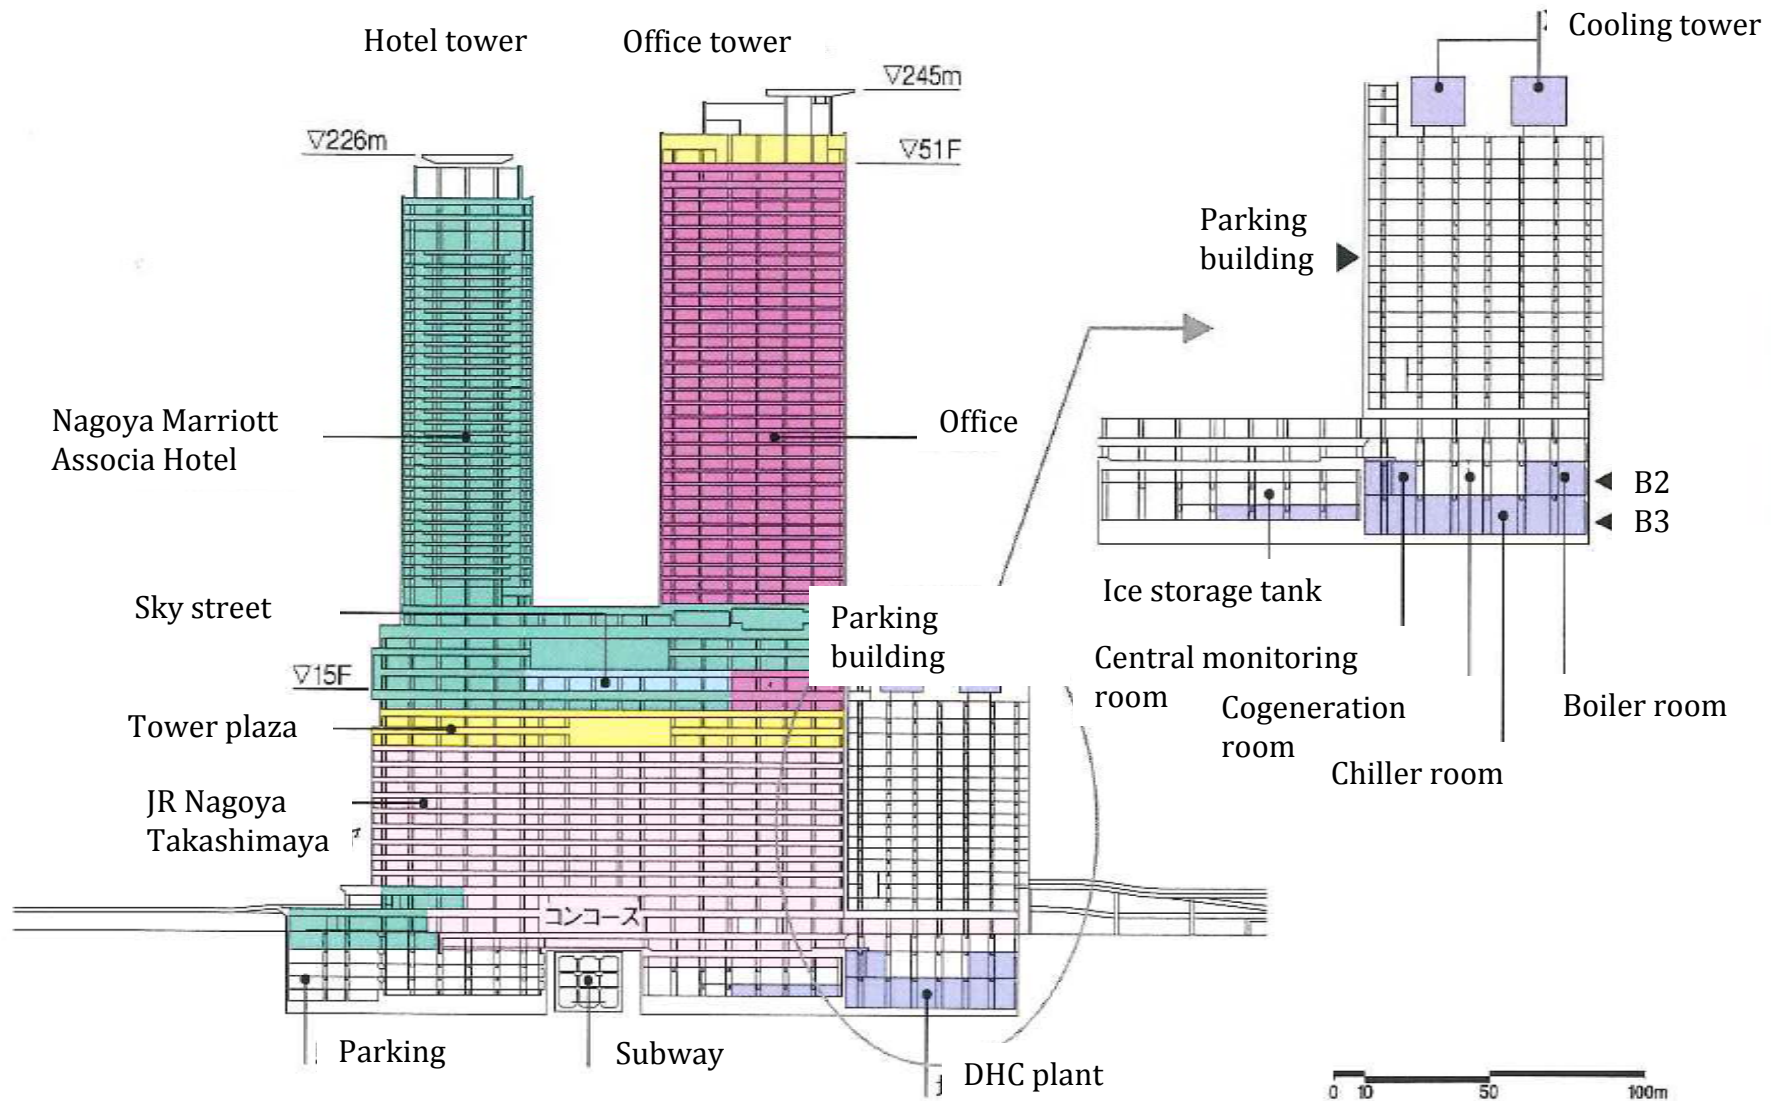 Hotel tower
Office tower
Cooling tower
▽245m
▽226m
▽51F
Parking
building
Nagoya Marriott
Associa Hotel
Office
B2
B3
Ice storage tank
Sky street
Parking
building
Central monitoring
room
▽15F
Cogeneration
room
Boiler room
Tower plaza
Chiller room
JR Nagoya
Takashimaya
コンコース
Parking
Subway
DHC plant
0 10 50 100m